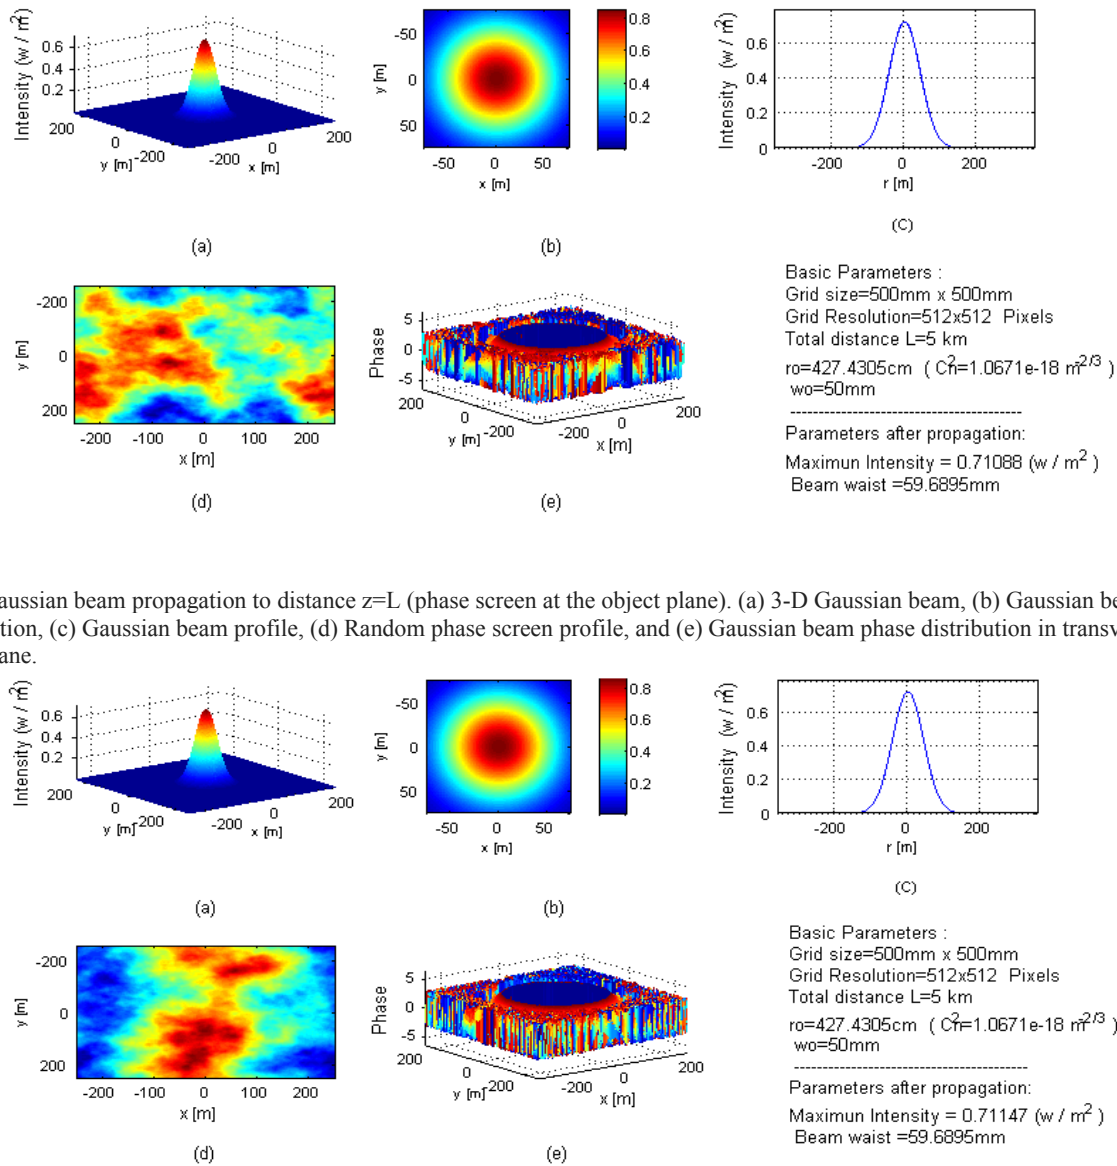 Intensity (w / m²)
0.6
0.4
0.2
200
0
-200
y [m]
-200
0
200
x [m]
(a)
-50
0
50
y [m]
-50
0
50
x [m]
0.8
0.6
0.4
0.2
(b)
Intensity (w / m²)
0.6
0.4
0.2
0
-200
0
200
r [m]
(C)
-200
0
200
y [m]
-200
-100
0
100
200
x [m]
(d)
Phase
5
0
-5
200
0
-200
y [m]
-200
0
200
x [m]
(e)
Basic Parameters :
Grid size=500mm x 500mm
Grid Resolution=512x512 Pixels
Total distance L=5 km
ro=427.4305cm ( C²n=1.0671e-18 m^2/3 )
wo=50mm
----------------------------------------
Parameters after propagation:
Maximun Intensity = 0.71088 (w / m² )
Beam waist =59.6895mm
aussian beam propagation to distance z=L (phase screen at the object plane). (a) 3-D Gaussian beam, (b) Gaussian be
tion, (c) Gaussian beam profile, (d) Random phase screen profile, and (e) Gaussian beam phase distribution in transv
ane.
Intensity (w / m²)
0.6
0.4
0.2
200
0
-200
y [m]
-200
0
200
x [m]
(a)
-50
0
50
y [m]
-50
0
50
x [m]
0.8
0.6
0.4
0.2
(b)
Intensity (w / m²)
0.6
0.4
0.2
0
-200
0
200
r [m]
(C)
-200
0
200
y [m]
-200
-100
0
100
200
x [m]
(d)
Phase
5
0
-5
200
0
-200
y [m]
-200
0
200
x [m]
(e)
Basic Parameters :
Grid size=500mm x 500mm
Grid Resolution=512x512 Pixels
Total distance L=5 km
ro=427.4305cm ( C²n=1.0671e-18 m^2/3 )
wo=50mm
----------------------------------------
Parameters after propagation:
Maximun Intensity = 0.71147 (w / m² )
Beam waist =59.6895mm